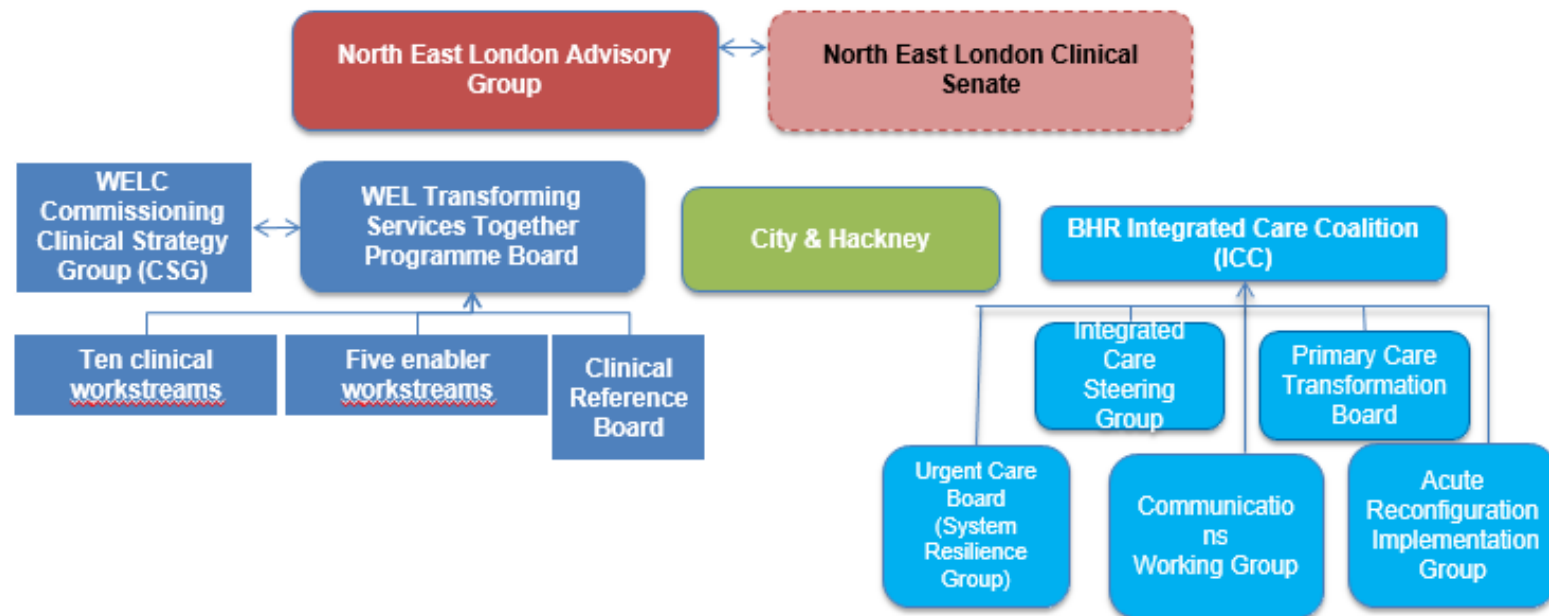 North East London Advisory
Group
North East London Clinical
Senate
WELC
Commissioning
Clinical Strategy
Group (CSG)
WEL Transforming
Services Together
Programme Board
City & Hackney
BHR Integrated Care Coalition
(ICC)
Ten clinical
workstreams
Five enabler
workstreams
Clinical
Reference
Board
Integrated
Care
Steering
Group
Primary Care
Transformation
Board
Urgent Care
Board
(System
Resilience
Group)
Communicatio
ns
Working Group
Acute
Reconfiguration
Implementation
Group